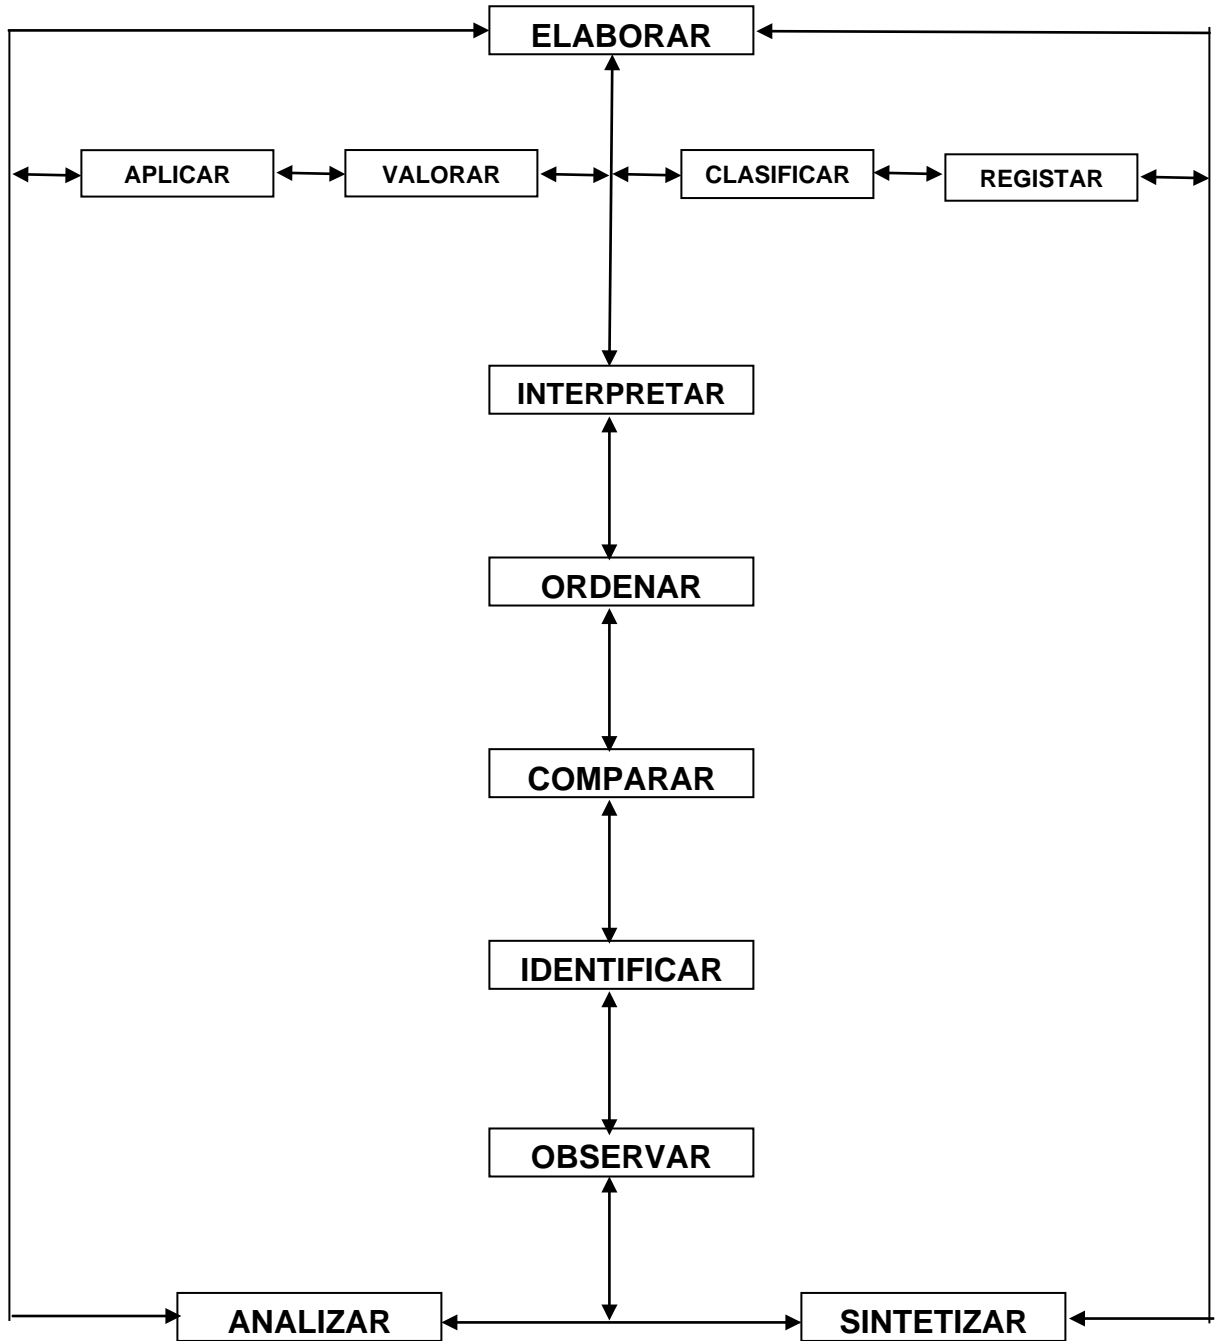 ELABORAR
APLICAR
VALORAR
CLASIFICAR
REGISTAR
INTERPRETAR
ORDENAR
COMPARAR
IDENTIFICAR
OBSERVAR
ANALIZAR
SINTETIZAR